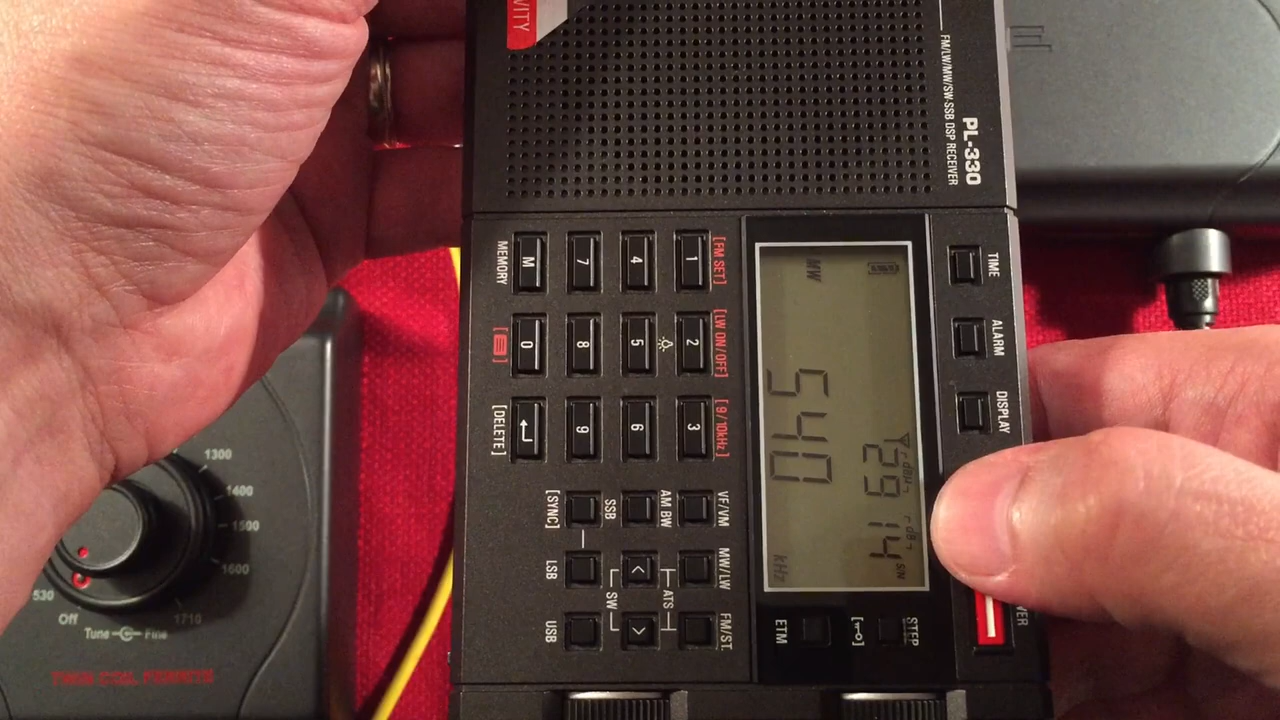 VITY
FM/LW/MW/SW-SSB DSP RECEIVER
PL-330
TIME
ALARM
DISPLAY
MW
540
kHz
dBμ
62
dB
14
S/N
STEP
ETM
[FM SET]
[LW ON/OFF]
[9/10kHz]
VF/VM
MW/LW
FM/ST.
1
2
3
AM BW
ATS
4
5
6
SSB
SW
7
8
9
[SYNC]
LSB
USB
M
0
MEMORY
[DELETE]
1300
1400
1500
1600
1710
530
Off
Tune
Fine